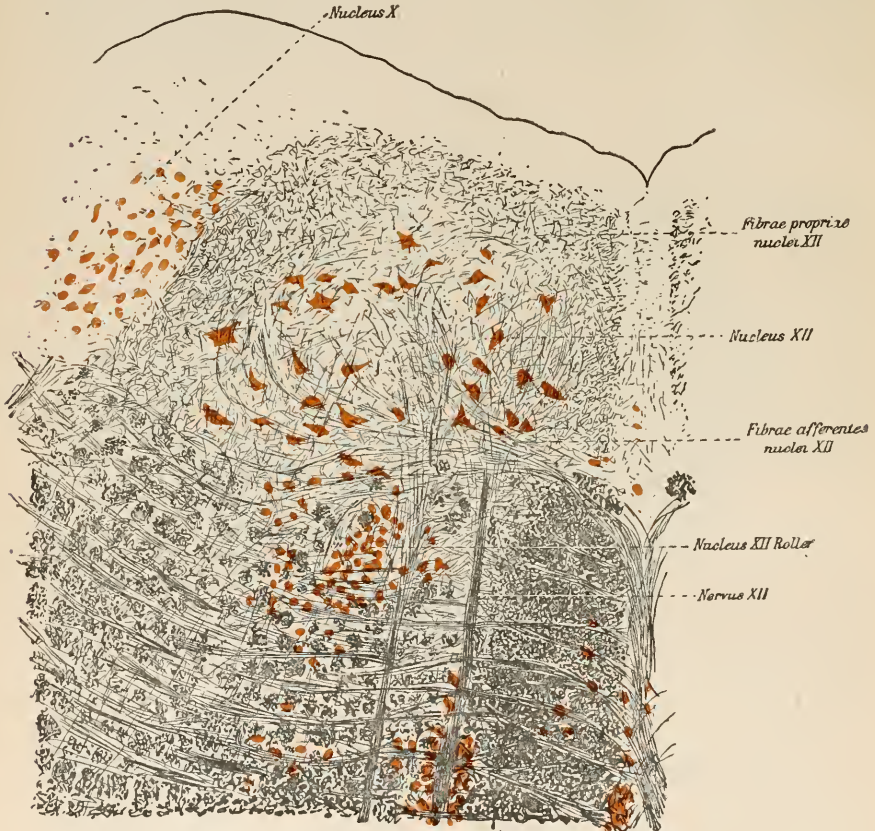 Nucleus X
Fibrae propriae
nuclei XII
Nucleus XII
Fibrae afferentes
nuclei XII
Nucleus XII Roller
Nervus XII